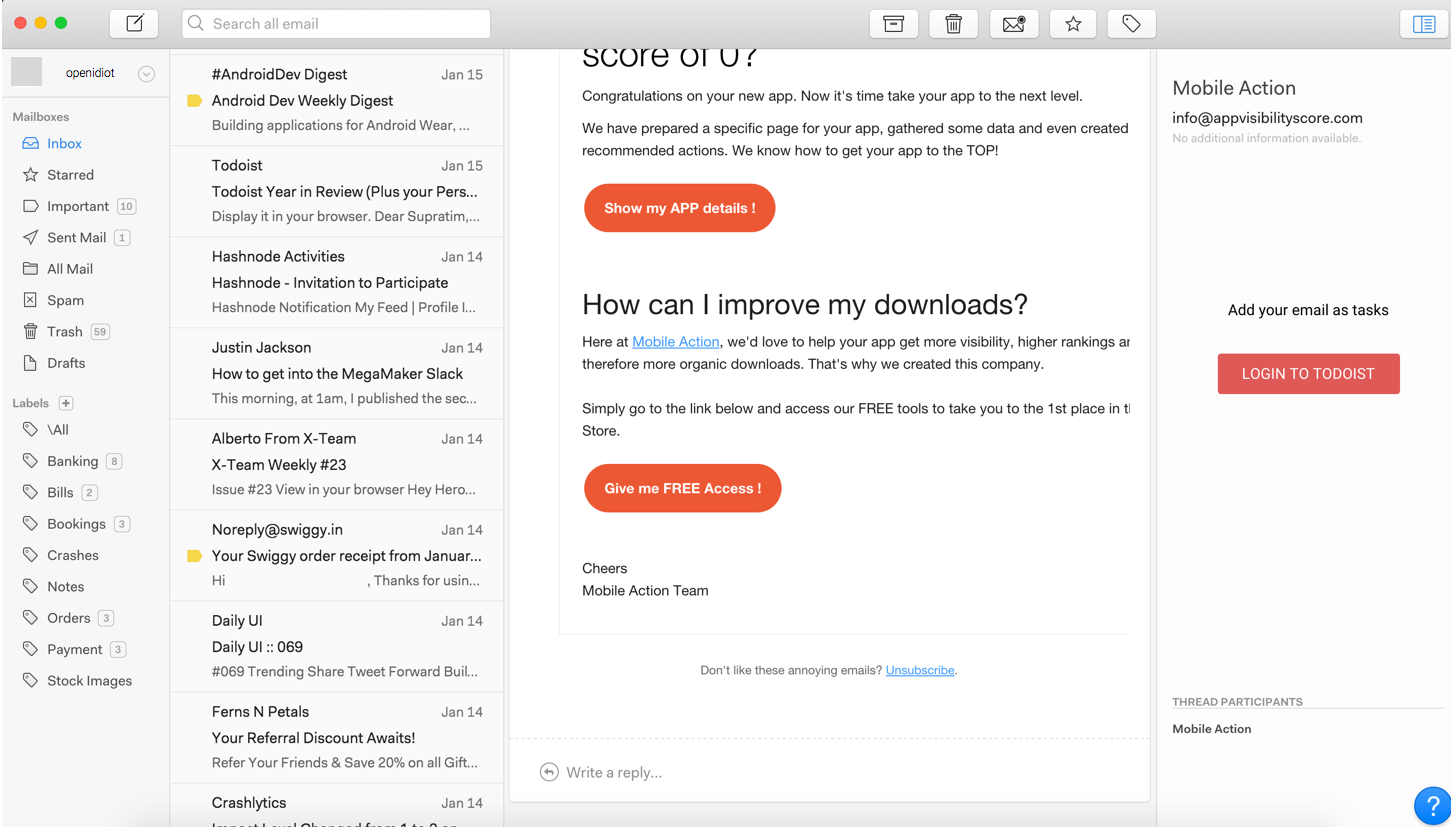 Search all email
openidiot
Mailboxes
Inbox
Starred
Important 10
Sent Mail 1
All Mail
Spam
Trash 59
Drafts
Labels +
\All
Banking 8
Bills 2
Bookings 3
Crashes
Notes
Orders 3
Payment 3
Stock Images
#AndroidDev Digest Jan 15
Android Dev Weekly Digest
Building applications for Android Wear, ...
Todoist Jan 15
Todoist Year in Review (Plus your Pers...
Display it in your browser. Dear Supratim,...
Hashnode Activities Jan 14
Hashnode - Invitation to Participate
Hashnode Notification My Feed | Profile I...
Justin Jackson Jan 14
How to get into the MegaMaker Slack
This morning, at 1am, I published the sec...
Alberto From X-Team Jan 14
X-Team Weekly #23
Issue #23 View in your browser Hey Hero...
Noreply@swiggy.in Jan 14
Your Swiggy order receipt from Januar...
Hi , Thanks for usin...
Daily UI Jan 14
Daily UI :: 069
#069 Trending Share Tweet Forward Buil...
Ferns N Petals Jan 14
Your Referral Discount Awaits!
Refer Your Friends & Save 20% on all Gift...
Crashlytics Jan 14
Impact Level Changed from 1 to 2 on
score of 0?
Congratulations on your new app. Now it's time take your app to the next level.
We have prepared a specific page for your app, gathered some data and even created
recommended actions. We know how to get your app to the TOP!
Show my APP details !
How can I improve my downloads?
Here at Mobile Action, we'd love to help your app get more visibility, higher rankings ar
therefore more organic downloads. That's why we created this company.
Simply go to the link below and access our FREE tools to take you to the 1st place in tl
Store.
Give me FREE Access !
Cheers
Mobile Action Team
Don't like these annoying emails? Unsubscribe.
Write a reply...
Mobile Action
info@appvisibilityscore.com
No additional information available.
Add your email as tasks
LOGIN TO TODOIST
THREAD PARTICIPANTS
Mobile Action
?